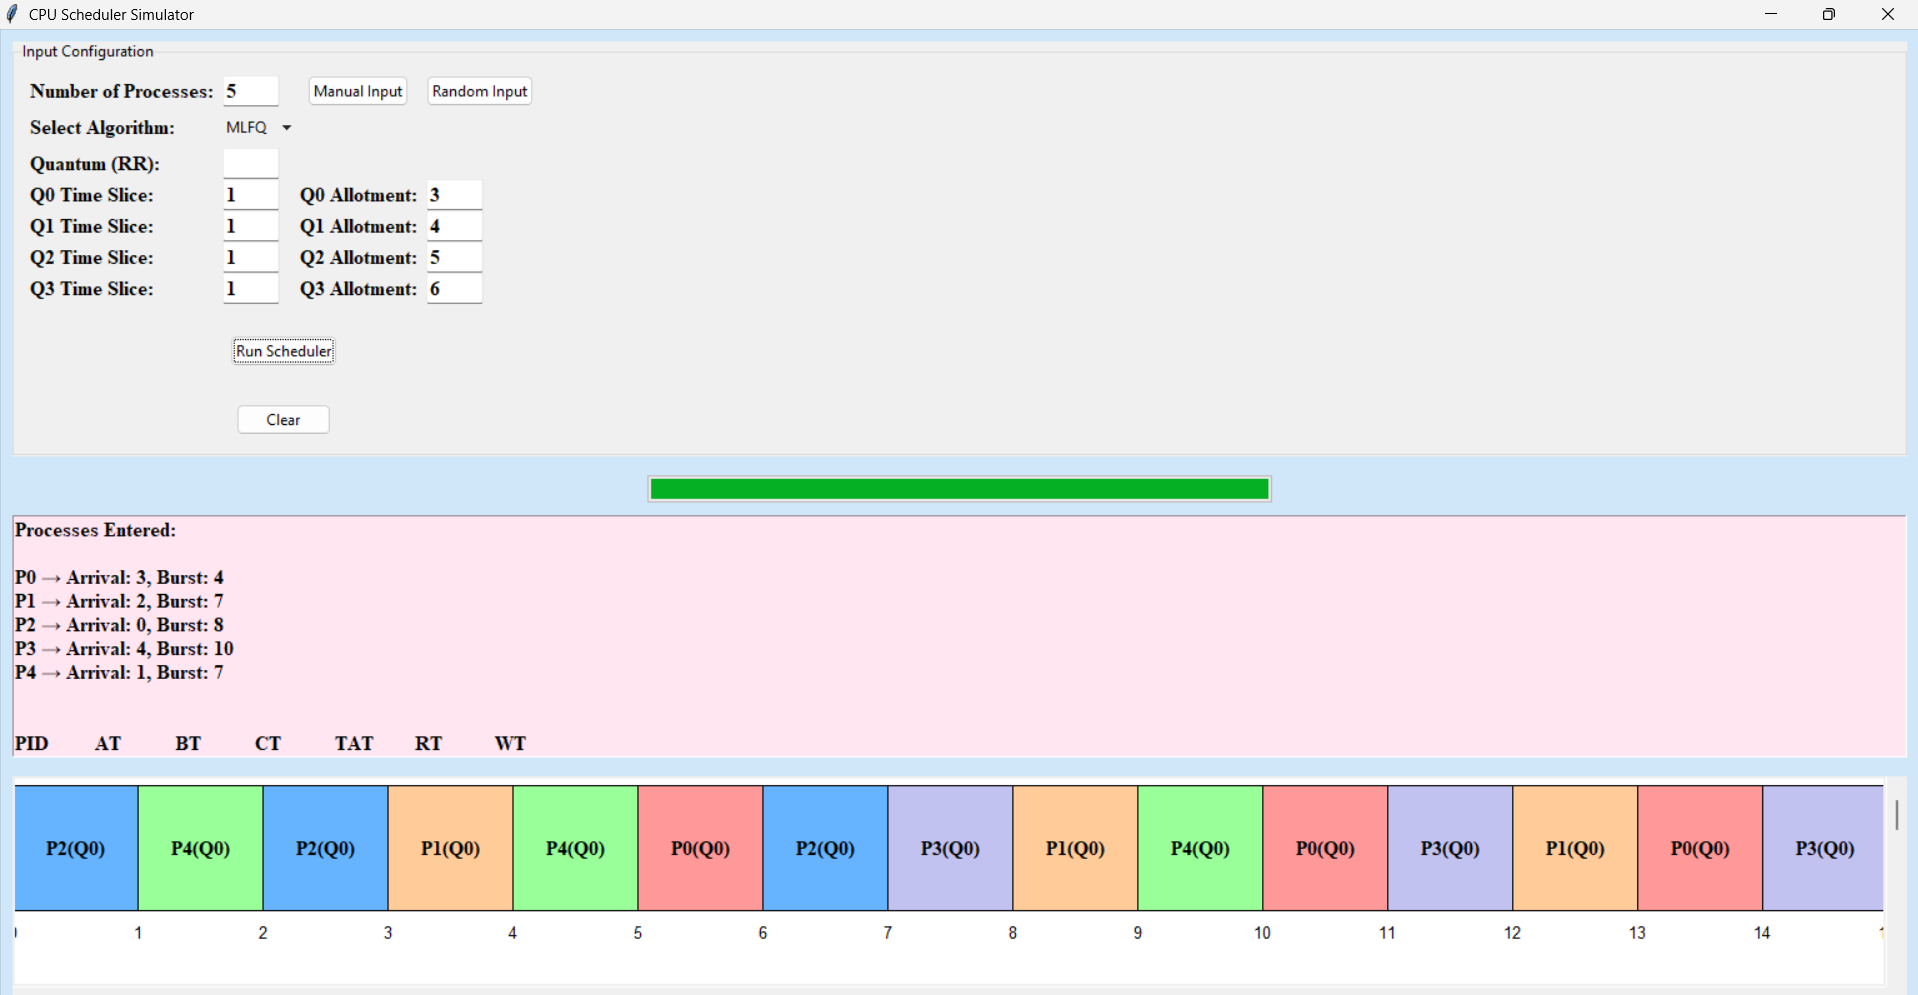 CPU Scheduler Simulator
Input Configuration
Number of Processes: 5 Manual Input Random Input
Select Algorithm: MLFQ
Quantum (RR):
Q0 Time Slice: 1 Q0 Allotment: 3
Q1 Time Slice: 1 Q1 Allotment: 4
Q2 Time Slice: 1 Q2 Allotment: 5
Q3 Time Slice: 1 Q3 Allotment: 6
Run Scheduler
Clear
Processes Entered:
P0 → Arrival: 3, Burst: 4
P1 → Arrival: 2, Burst: 7
P2 → Arrival: 0, Burst: 8
P3 → Arrival: 4, Burst: 10
P4 → Arrival: 1, Burst: 7
PID AT BT CT TAT RT WT
P2(Q0) P4(Q0) P2(Q0) P1(Q0) P4(Q0) P0(Q0) P2(Q0) P3(Q0) P1(Q0) P4(Q0) P0(Q0) P3(Q0) P1(Q0) P0(Q0) P3(Q0)
1 2 3 4 5 6 7 8 9 10 11 12 13 14